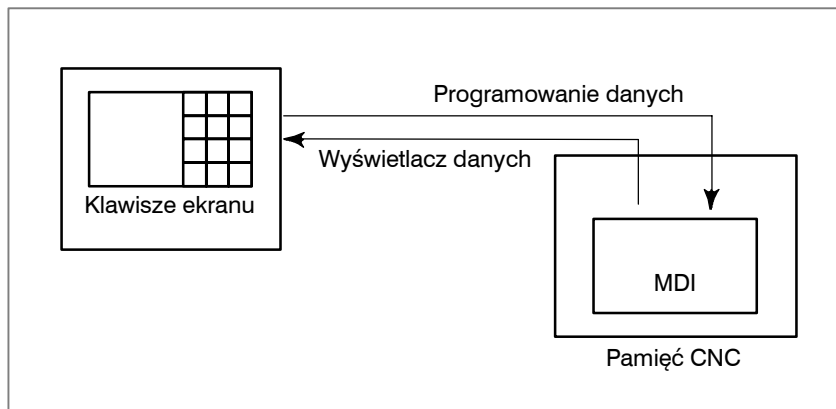 Programowanie danych
Wyświetlacz danych
Klawisze ekranu
MDI
Pamięć CNC